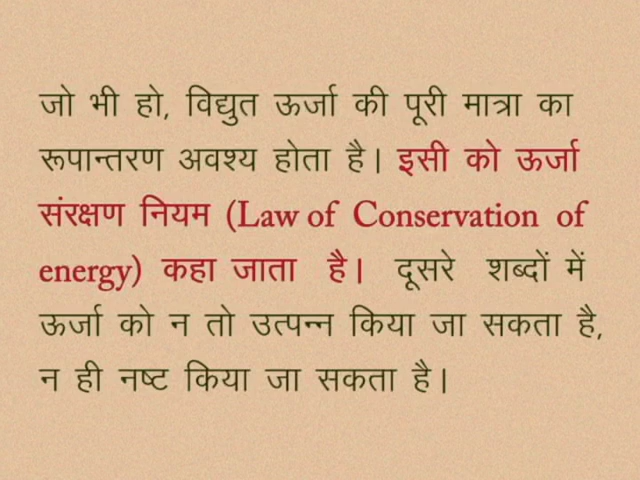 जो भी हो, विद्युत ऊर्जा की पूरी मात्रा का
रूपान्तरण अवश्य होता है। इसी को ऊर्जा
संरक्षण नियम (Law of Conservation of
energy) कहा जाता है। दूसरे शब्दों में
ऊर्जा को न तो उत्पन्न किया जा सकता है,
न ही नष्ट किया जा सकता है।